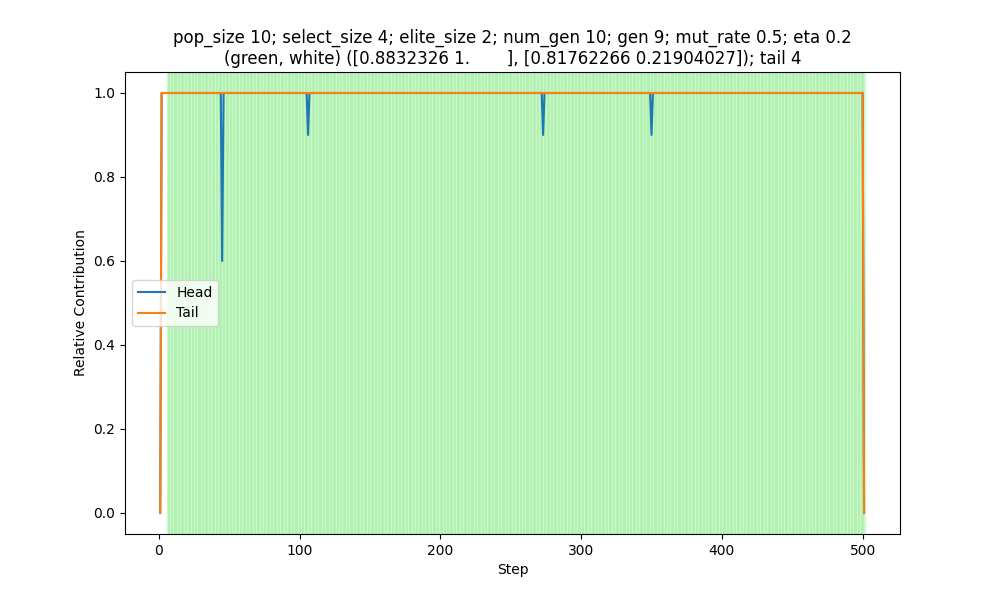 pop_size 10; select_size 4; elite_size 2; num_gen 10; gen 9; mut_rate 0.5; eta 0.2
(green, white) ([0.8832326 1.       ], [0.81762266 0.21904027]); tail 4
1.0
0.8
0.6
0.4
0.2
0.0
Relative Contribution
Head
Tail
0
100
200
300
400
500
Step